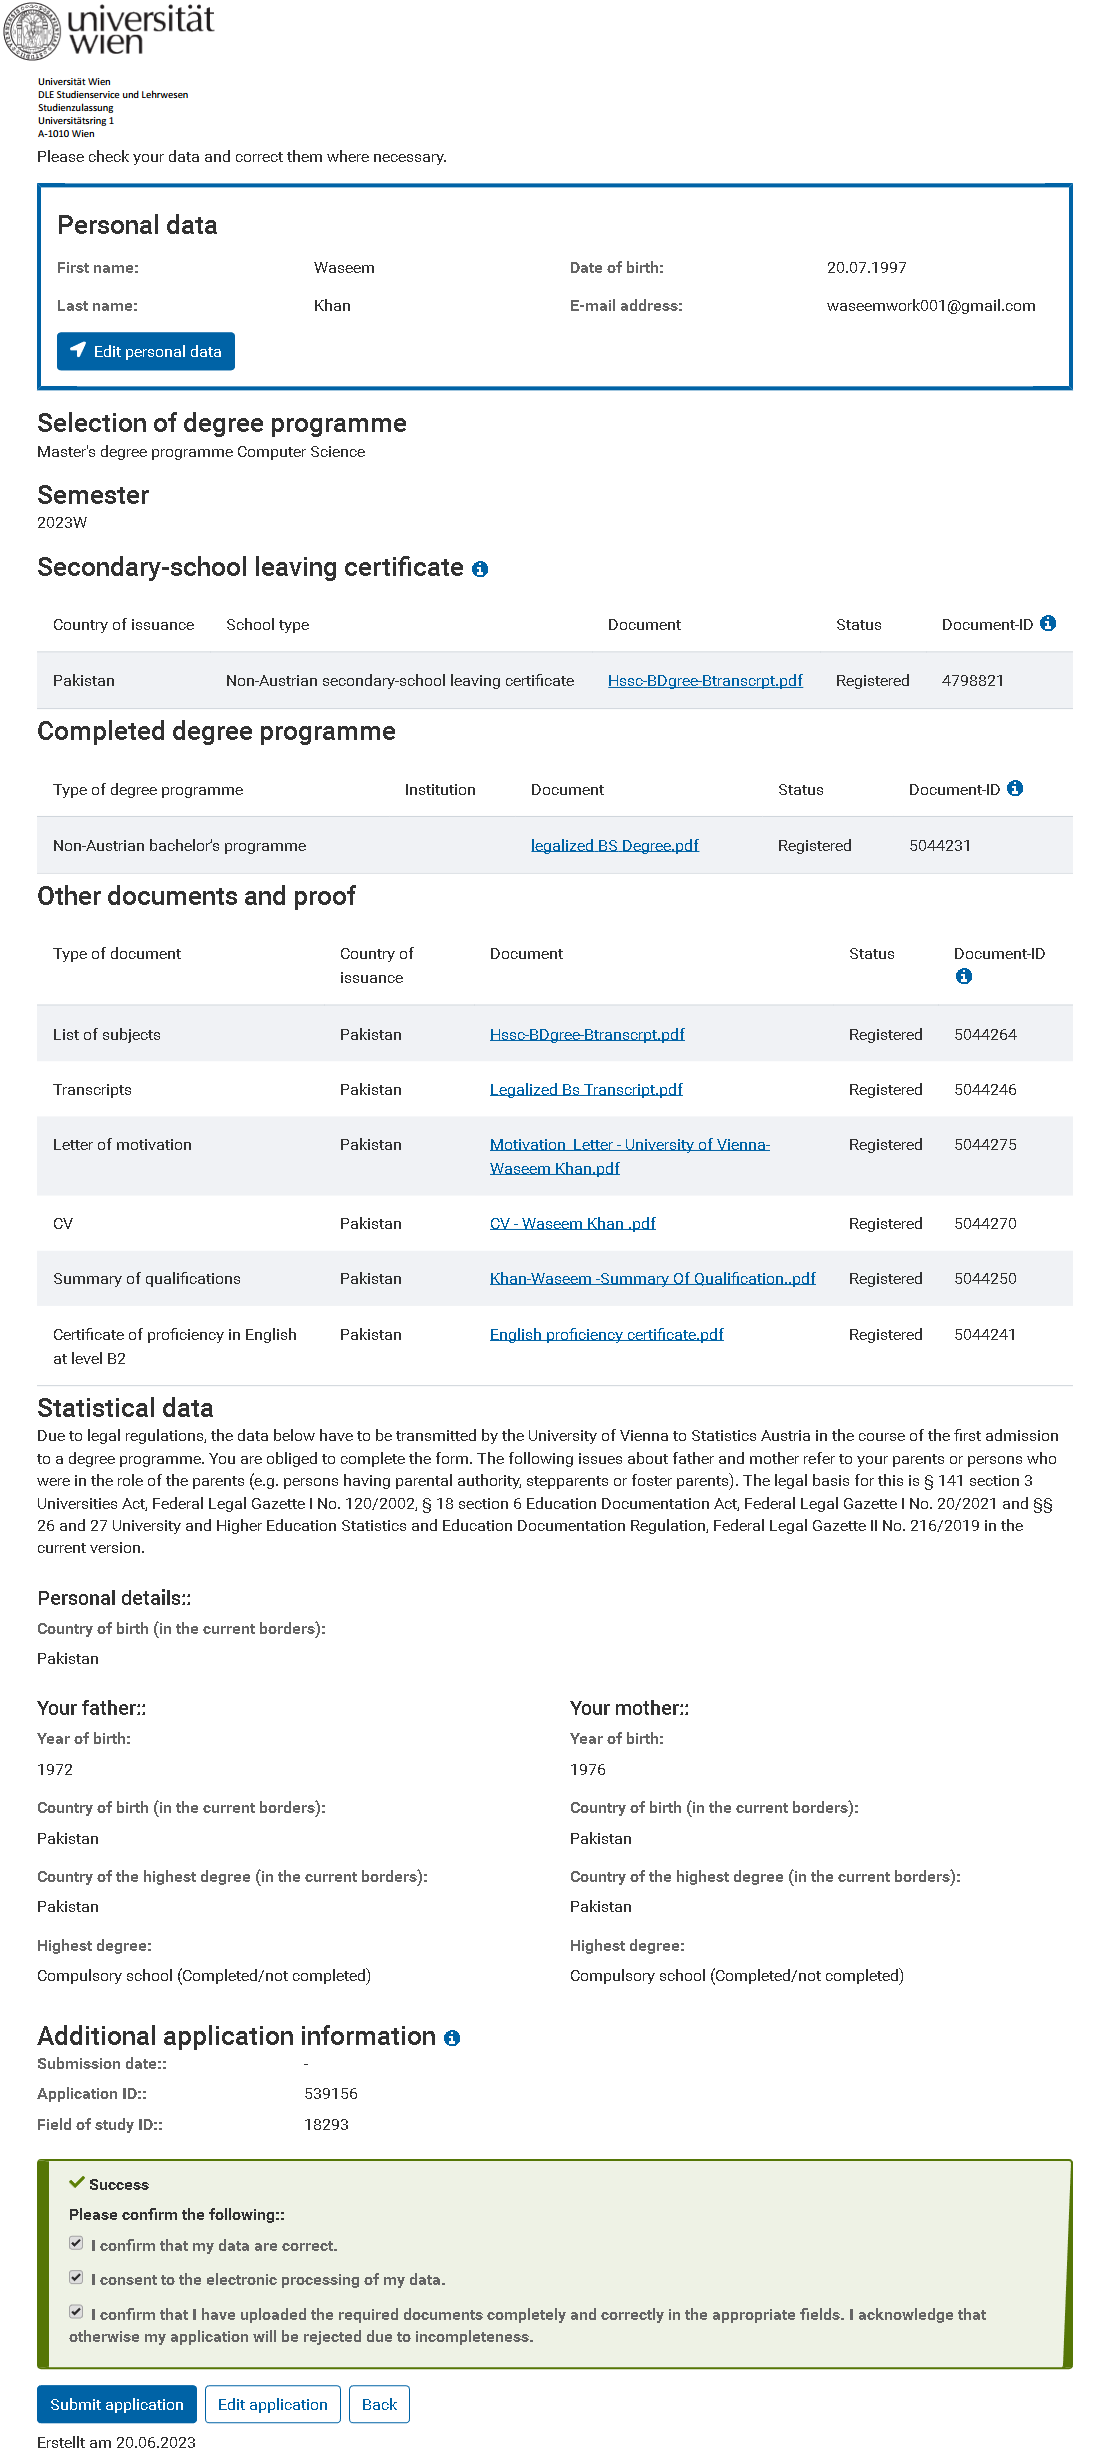 universität
wien
Universität Wien
DLE Studienservice und Lehrwesen
Studienzulassung
Universitätsring 1
A-1010 Wien
Please check your data and correct them where necessary.
Personal data
First name: Waseem Date of birth: 20.07.1997
Last name: Khan E-mail address: waseemwork001@gmail.com
Edit personal data
Selection of degree programme
Master's degree programme Computer Science
Semester
2023W
Secondary-school leaving certificate
Country of issuance School type Document Status Document-ID
Pakistan Non-Austrian secondary-school leaving certificate Hssc-BDgree-Btranscrpt.pdf Registered 4798821
Completed degree programme
Type of degree programme Institution Document Status Document-ID
Non-Austrian bachelor's programme legalized BS Degree.pdf Registered 5044231
Other documents and proof
Type of document Country of issuance Document Status Document-ID
List of subjects Pakistan Hssc-BDgree-Btranscrpt.pdf Registered 5044264
Transcripts Pakistan Legalized Bs Transcript.pdf Registered 5044246
Letter of motivation Pakistan Motivation Letter - University of Vienna- Registered 5044275
Waseem Khan.pdf
CV Pakistan CV - Waseem Khan .pdf Registered 5044270
Summary of qualifications Pakistan Khan-Waseem -Summary Of Qualification..pdf Registered 5044250
Certificate of proficiency in English Pakistan English proficiency certificate.pdf Registered 5044241
at level B2
Statistical data
Due to legal regulations, the data below have to be transmitted by the University of Vienna to Statistics Austria in the course of the first admission
to a degree programme. You are obliged to complete the form. The following issues about father and mother refer to your parents or persons who
were in the role of the parents (e.g. persons having parental authority, stepparents or foster parents). The legal basis for this is § 141 section 3
Universities Act, Federal Legal Gazette I No. 120/2002, § 18 section 6 Education Documentation Act, Federal Legal Gazette I No. 20/2021 and §§
26 and 27 University and Higher Education Statistics and Education Documentation Regulation, Federal Legal Gazette II No. 216/2019 in the
current version.
Personal details::
Country of birth (in the current borders):
Pakistan
Your father:: Your mother::
Year of birth: Year of birth:
1972 1976
Country of birth (in the current borders): Country of birth (in the current borders):
Pakistan Pakistan
Country of the highest degree (in the current borders): Country of the highest degree (in the current borders):
Pakistan Pakistan
Highest degree: Highest degree:
Compulsory school (Completed/not completed) Compulsory school (Completed/not completed)
Additional application information
Submission date:: -
Application ID:: 539156
Field of study ID:: 18293
Success
Please confirm the following::
I confirm that my data are correct.
I consent to the electronic processing of my data.
I confirm that I have uploaded the required documents completely and correctly in the appropriate fields. I acknowledge that
otherwise my application will be rejected due to incompleteness.
Submit application Edit application Back
Erstellt am 20.06.2023